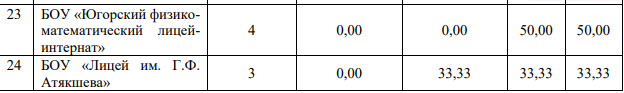 23 БОУ «Югорский физико-
математический лицей- 4 0,00 0,00 50,00 50,00
интернат»
24 БОУ «Лицей им. Г.Ф. 3 0,00 33,33 33,33 33,33
Атякшева»